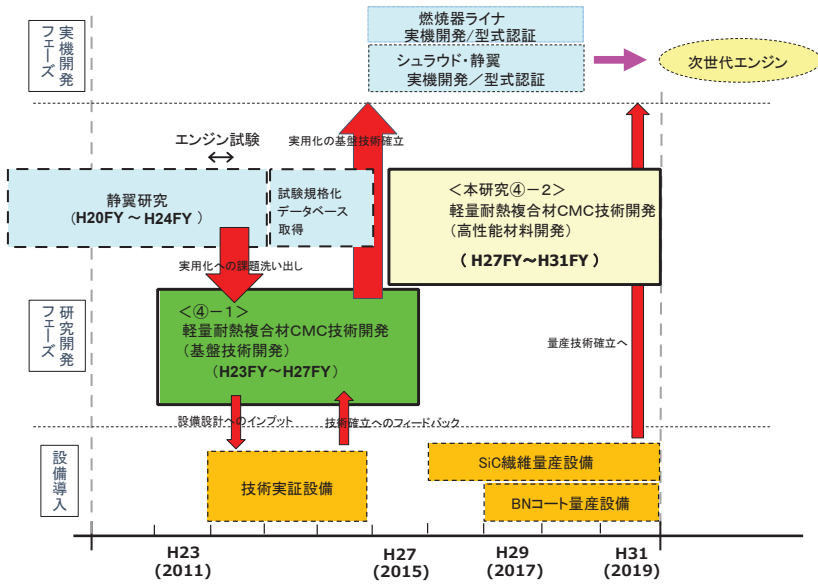 実機開発
フェーズ
燃焼器ライナ
実機開発/型式認証
シュラウド・静翼
実機開発／型式認証
次世代エンジン
エンジン試験
実用化の基盤技術確立
静翼研究
（H20FY～H24FY ）
試験規格化
データベース
取得
＜本研究④－2＞
軽量耐熱複合材CMC技術開発
（高性能材料開発）
（ H27FY～H31FY ）
実用化への課題洗い出し
研究開発
フェーズ
＜④－1＞
軽量耐熱複合材CMC技術開発
（基盤技術開発）
（H23FY～H27FY）
量産技術確立へ
設備設計へのインプット
技術確立へのフィードバック
設備導入
技術実証設備
SiC繊維量産設備
BNコート量産設備
H23
(2011)
H27
(2015)
H29
(2017)
H31
(2019)